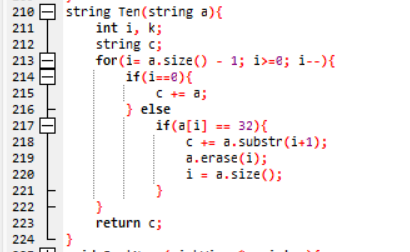 210 string Ten(string a){
211 int i, k;
212 string c;
213 for(i= a.size() - 1; i>=0; i--){
214 if(i==0){
215 c += a;
216 } else
217 if(a[i] == 32){
218 c += a.substr(i+1);
219 a.erase(i);
220 i = a.size();
221 }
222 }
223 return c;
224 }